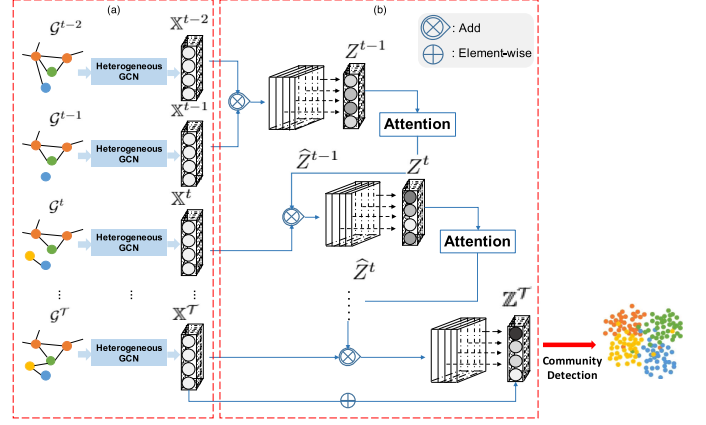 (a)
(b)
𝒢^{t−2}
Heterogeneous
GCN
𝕏^{t−2}
𝒢^{t−1}
Heterogeneous
GCN
𝕏^{t−1}
𝒢^t
Heterogeneous
GCN
𝕏^t
⋮ ⋮ ⋮
𝒢^𝒯
Heterogeneous
GCN
𝕏^𝒯
: Add
: Element-wise
Z^{t−1}
Attention
Ẑ^{t−1}
Z^t
Attention
Ẑ^t
ℤ^𝒯
Community
Detection